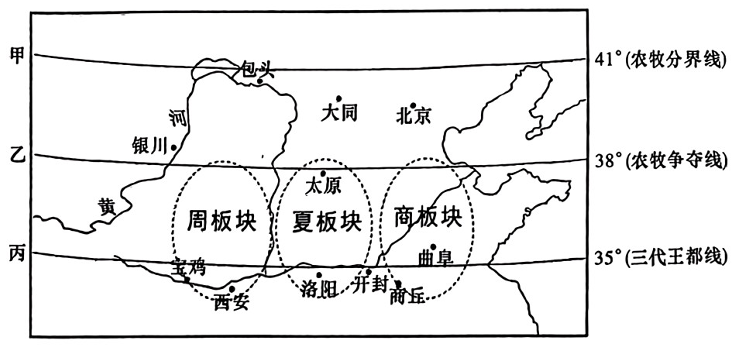 甲
41°(农牧分界线)
包头
大同
北京
河
银川
乙
38°(农牧争夺线)
太原
黄
周板块
夏板块
商板块
丙
曲阜
35°(三代王都线)
宝鸡
西安
洛阳
开封
商丘